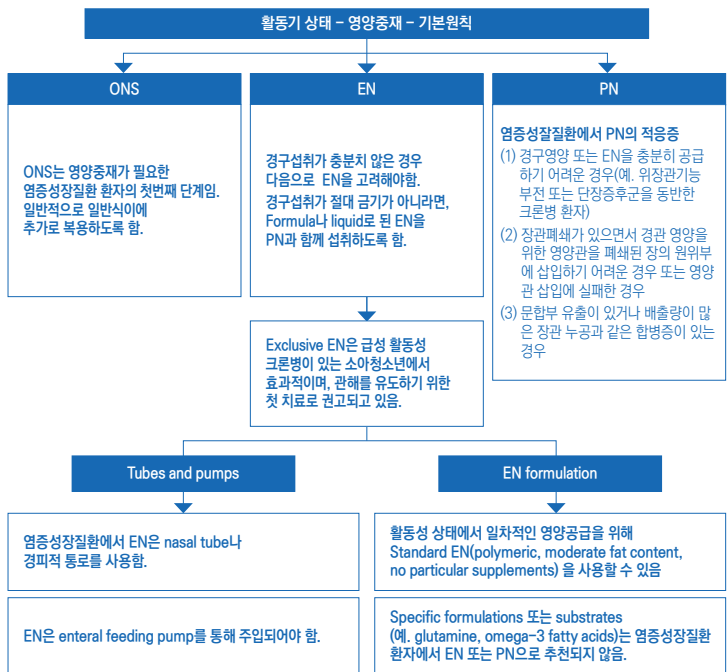 활동기 상태 – 영양중재 – 기본원칙
ONS
ONS는 영양중재가 필요한
염증성장질환 환자의 첫번째 단계임.
일반적으로 일반식이에
추가로 복용하도록 함.
EN
경구섭취가 충분치 않은 경우
다음으로 EN을 고려해야함.
경구섭취가 절대 금기가 아니라면,
Formula나 liquid로 된 EN을
PN과 함께 섭취하도록 함.
PN
염증성잘질환에서 PN의 적응증
(1) 경구영양 또는 EN을 충분히 공급
하기 어려운 경우(예. 위장관기능
부전 또는 단장증후군을 동반한
크론병 환자)
(2) 장관폐쇄가 있으면서 경관 영양을
위한 영양관을 폐쇄된 장의 원위부
에 삽입하기 어려운 경우 또는 영양
관 삽입에 실패한 경우
(3) 문합부 유출이 있거나 배출량이 많
은 장관 누공과 같은 합병증이 있는
경우
Exclusive EN은 급성 활동성
크론병이 있는 소아청소년에서
효과적이며, 관해를 유도하기 위한
첫 치료로 권고되고 있음.
Tubes and pumps
염증성장질환에서 EN은 nasal tube나
경피적 통로를 사용함.
EN은 enteral feeding pump를 통해 주입되어야 함.
EN formulation
활동성 상태에서 일차적인 영양공급을 위해
Standard EN(polymeric, moderate fat content,
no particular supplements) 을 사용할 수 있음
Specific formulations 또는 substrates
(예. glutamine, omega-3 fatty acids)는 염증성장질환
환자에서 EN 또는 PN으로 추천되지 않음.